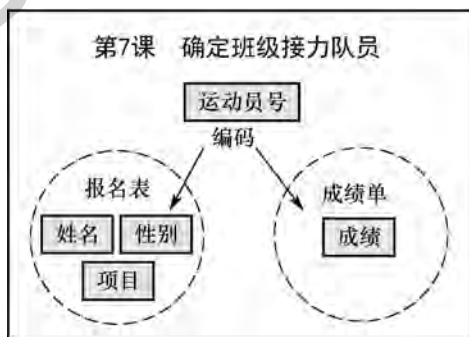 第7课 确定班级接力队员
运动员号
编码
报名表
姓名 性别
项目
成绩单
成绩